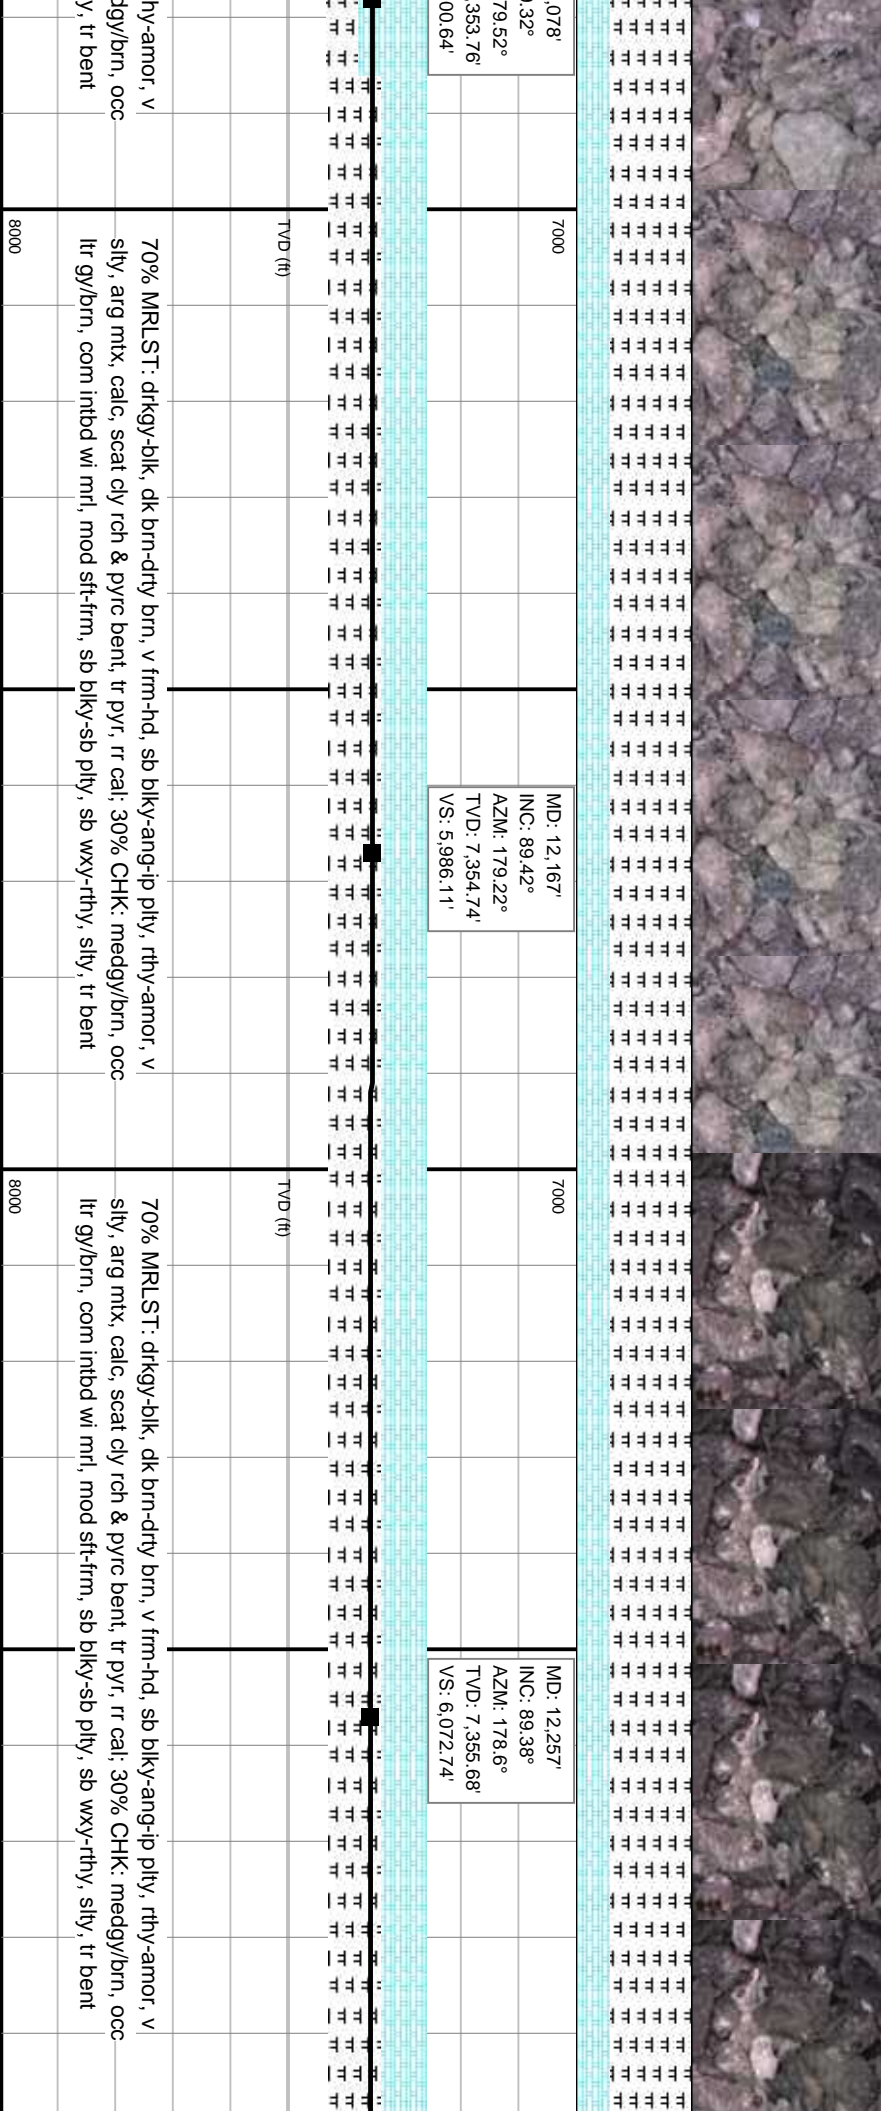 ,078'
.32°
79.52°
,353.76'
00.64'
hy-amor, v
dgy/brn, occ
y, tr bent
7000
TVD (ft)
8000
70% MRLST: drkgy-blk, dk brn-drty brn, v frm-hd, sb blky-ang-ip plty, rthy-amor, v
slty, arg mtx, calc, scat cly rch & pyrc bent, tr pyr, rr cal; 30% CHK: medgy/brn, occ
ltr gy/brn, com intbd wi mrl, mod sft-frm, sb blky-sb plty, sb wxy-rthy, slty, tr bent
MD: 12,167'
INC: 89.42°
AZM: 179.22°
TVD: 7,354.74'
VS: 5,986.11'
7000
TVD (ft)
8000
70% MRLST: drkgy-blk, dk brn-drty brn, v frm-hd, sb blky-ang-ip plty, rthy-amor, v
slty, arg mtx, calc, scat cly rch & pyrc bent, tr pyr, rr cal; 30% CHK: medgy/brn, occ
ltr gy/brn, com intbd wi mrl, mod sft-frm, sb blky-sb plty, sb wxy-rthy, slty, tr bent
MD: 12,257'
INC: 89.38°
AZM: 178.6°
TVD: 7,355.68'
VS: 6,072.74'